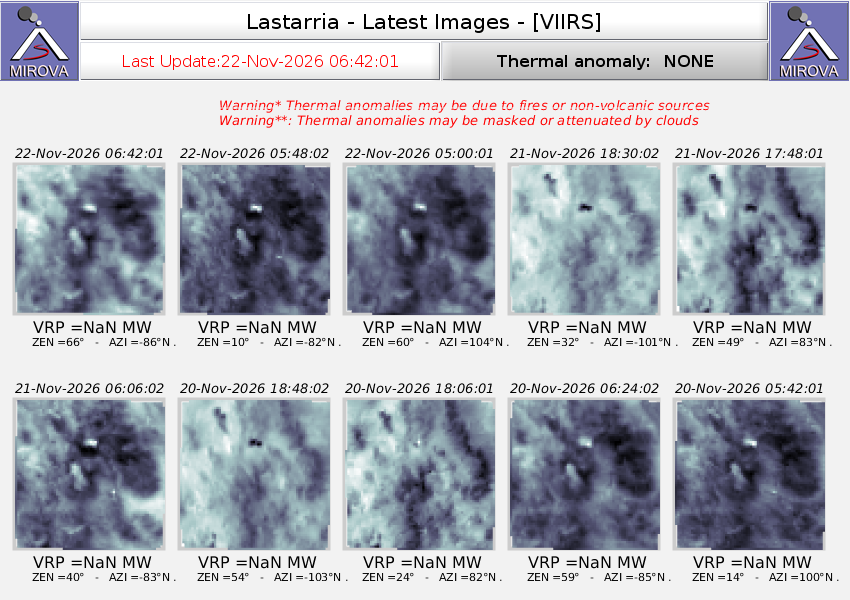 Lastarria - Latest Images - [VIIRS]
MIROVA
Last Update:22-Nov-2026 06:42:01
Thermal anomaly: NONE
MIROVA
Warning* Thermal anomalies may be due to fires or non-volcanic sources
Warning**: Thermal anomalies may be masked or attenuated by clouds
22-Nov-2026 06:42:01
22-Nov-2026 05:48:02
22-Nov-2026 05:00:01
21-Nov-2026 18:30:02
21-Nov-2026 17:48:01
VRP =NaN MW
VRP =NaN MW
VRP =NaN MW
VRP =NaN MW
VRP =NaN MW
ZEN =66° - AZI =-86°N .
ZEN =10° - AZI =-82°N .
ZEN =60° - AZI =104°N .
ZEN =32° - AZI =-101°N .
ZEN =49° - AZI =83°N .
21-Nov-2026 06:06:02
20-Nov-2026 18:48:02
20-Nov-2026 18:06:01
20-Nov-2026 06:24:02
20-Nov-2026 05:42:01
VRP =NaN MW
VRP =NaN MW
VRP =NaN MW
VRP =NaN MW
VRP =NaN MW
ZEN =40° - AZI =-83°N .
ZEN =54° - AZI =-103°N .
ZEN =24° - AZI =82°N .
ZEN =59° - AZI =-85°N .
ZEN =14° - AZI =100°N .